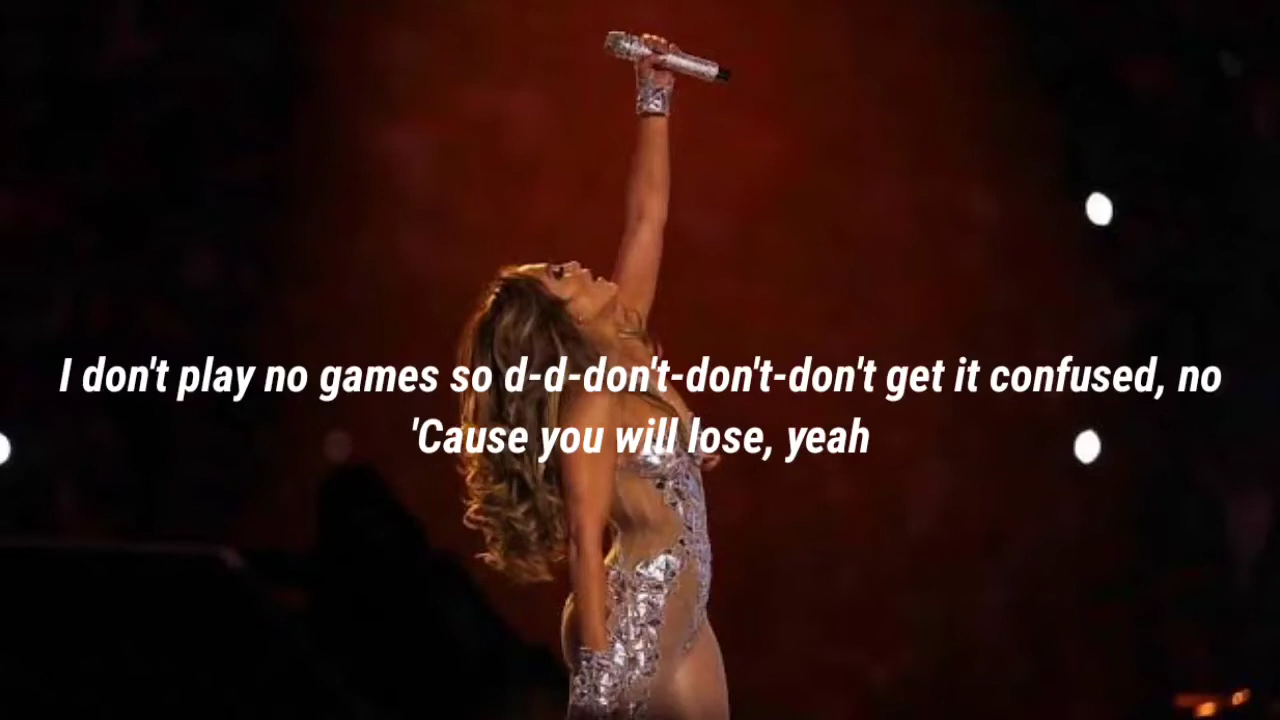 I don't play no games so d-d-don't-don't-don't get it confused, no
'Cause you will lose, yeah